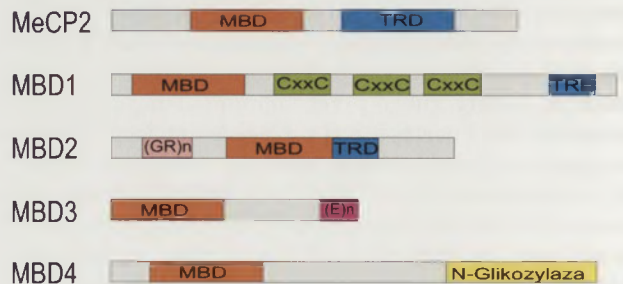 MeCP2 MBD TRD
MBD1 MBD CxxC CxxC CxxC TRD
MBD2 (GR)n MBD TRD
MBD3 MBD (E)n
MBD4 MBD N-Glikozylaza